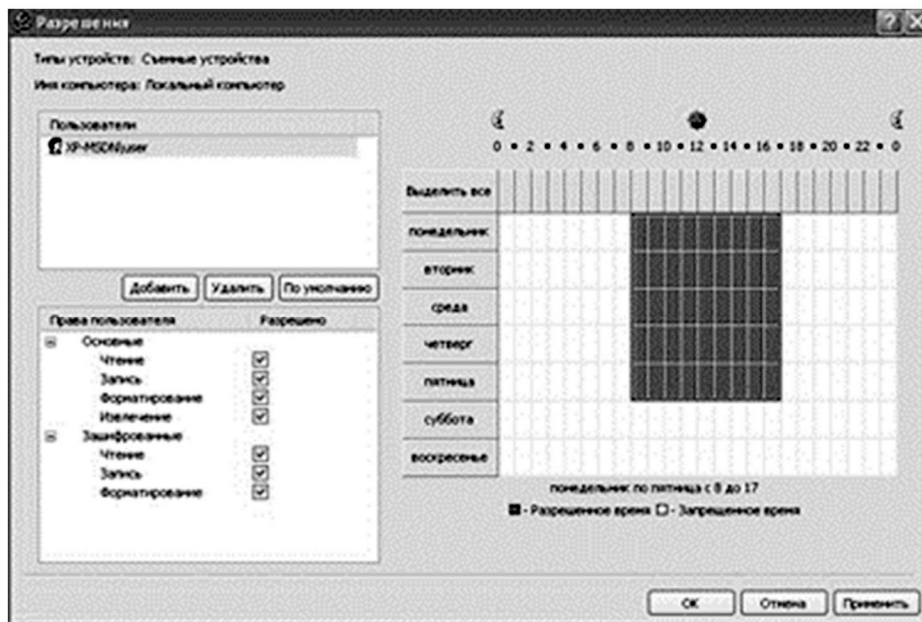 Разрешения
Типы устройств: Съемные устройства
Имя компьютера: Локальный компьютер
Пользователи
XP-MSDN\user
Добавить
Удалить
По умолчанию
Права пользователя Разрешено
Основные
Чтение
Запись
Форматирование
Извлечение
Зашифрованные
Чтение
Запись
Форматирование
0 • 2 • 4 • 6 • 8 • 10 • 12 • 14 • 16 • 18 • 20 • 22 • 0
Выделить все
понедельник
вторник
среда
четверг
пятница
суббота
воскресенье
понедельник по пятница с 8 до 17
- Разрешенное время - Запрещенное время
OK
Отмена
Применить